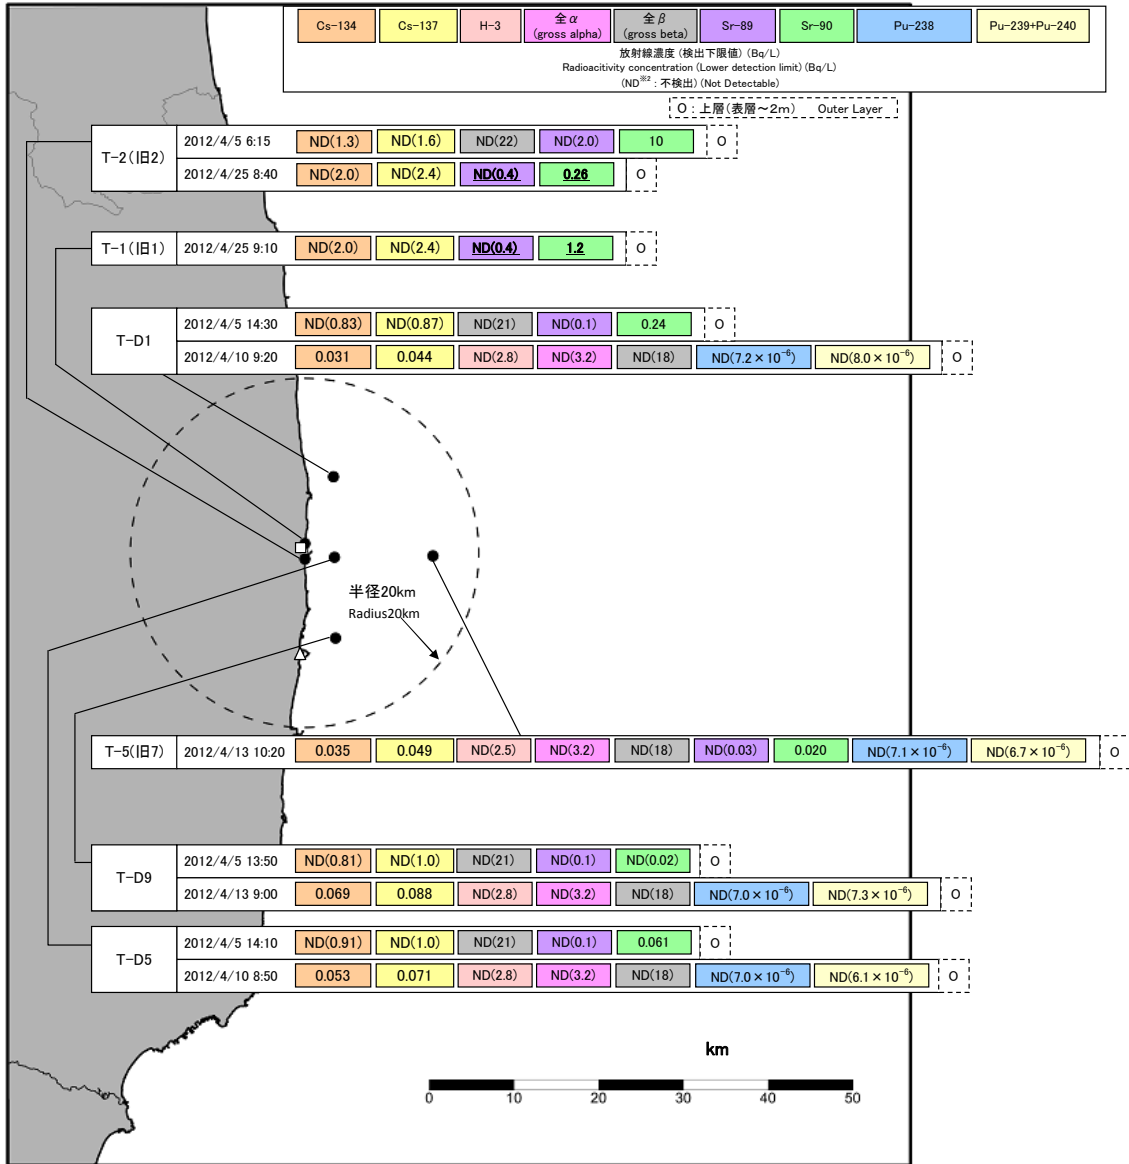 Cs-134 Cs-137 H-3 全α (gross alpha) 全β (gross beta) Sr-89 Sr-90 Pu-238 Pu-239+Pu-240
放射線濃度(検出下限値)(Bq/L)
Radioacitivity concentration(Lower detection limit)(Bq/L)
(ND※2:不検出)(Not Detectable)
O:上層(表層~2m) Outer Layer
T-2(旧2)
2012/4/5 6:15 ND(1.3) ND(1.6) ND(22) ND(2.0) 10 O
2012/4/25 8:40 ND(2.0) ND(2.4) ND(0.4) 0.26 O
T-1(旧1) 2012/4/25 9:10 ND(2.0) ND(2.4) ND(0.4) 1.2 O
T-D1
2012/4/5 14:30 ND(0.83) ND(0.87) ND(21) ND(0.1) 0.24 O
2012/4/10 9:20 0.031 0.044 ND(2.8) ND(3.2) ND(18) ND(7.2×10⁻⁶) ND(8.0×10⁻⁶) O
半径20km
Radius20km
T-5(旧7) 2012/4/13 10:20 0.035 0.049 ND(2.5) ND(3.2) ND(18) ND(0.03) 0.020 ND(7.1×10⁻⁶) ND(6.7×10⁻⁶) O
T-D9
2012/4/5 13:50 ND(0.81) ND(1.0) ND(21) ND(0.1) ND(0.02) O
2012/4/13 9:00 0.069 0.088 ND(2.8) ND(3.2) ND(18) ND(7.0×10⁻⁶) ND(7.3×10⁻⁶) O
T-D5
2012/4/5 14:10 ND(0.91) ND(1.0) ND(21) ND(0.1) 0.061 O
2012/4/10 8:50 0.053 0.071 ND(2.8) ND(3.2) ND(18) ND(7.0×10⁻⁶) ND(6.1×10⁻⁶) O
km
0 10 20 30 40 50